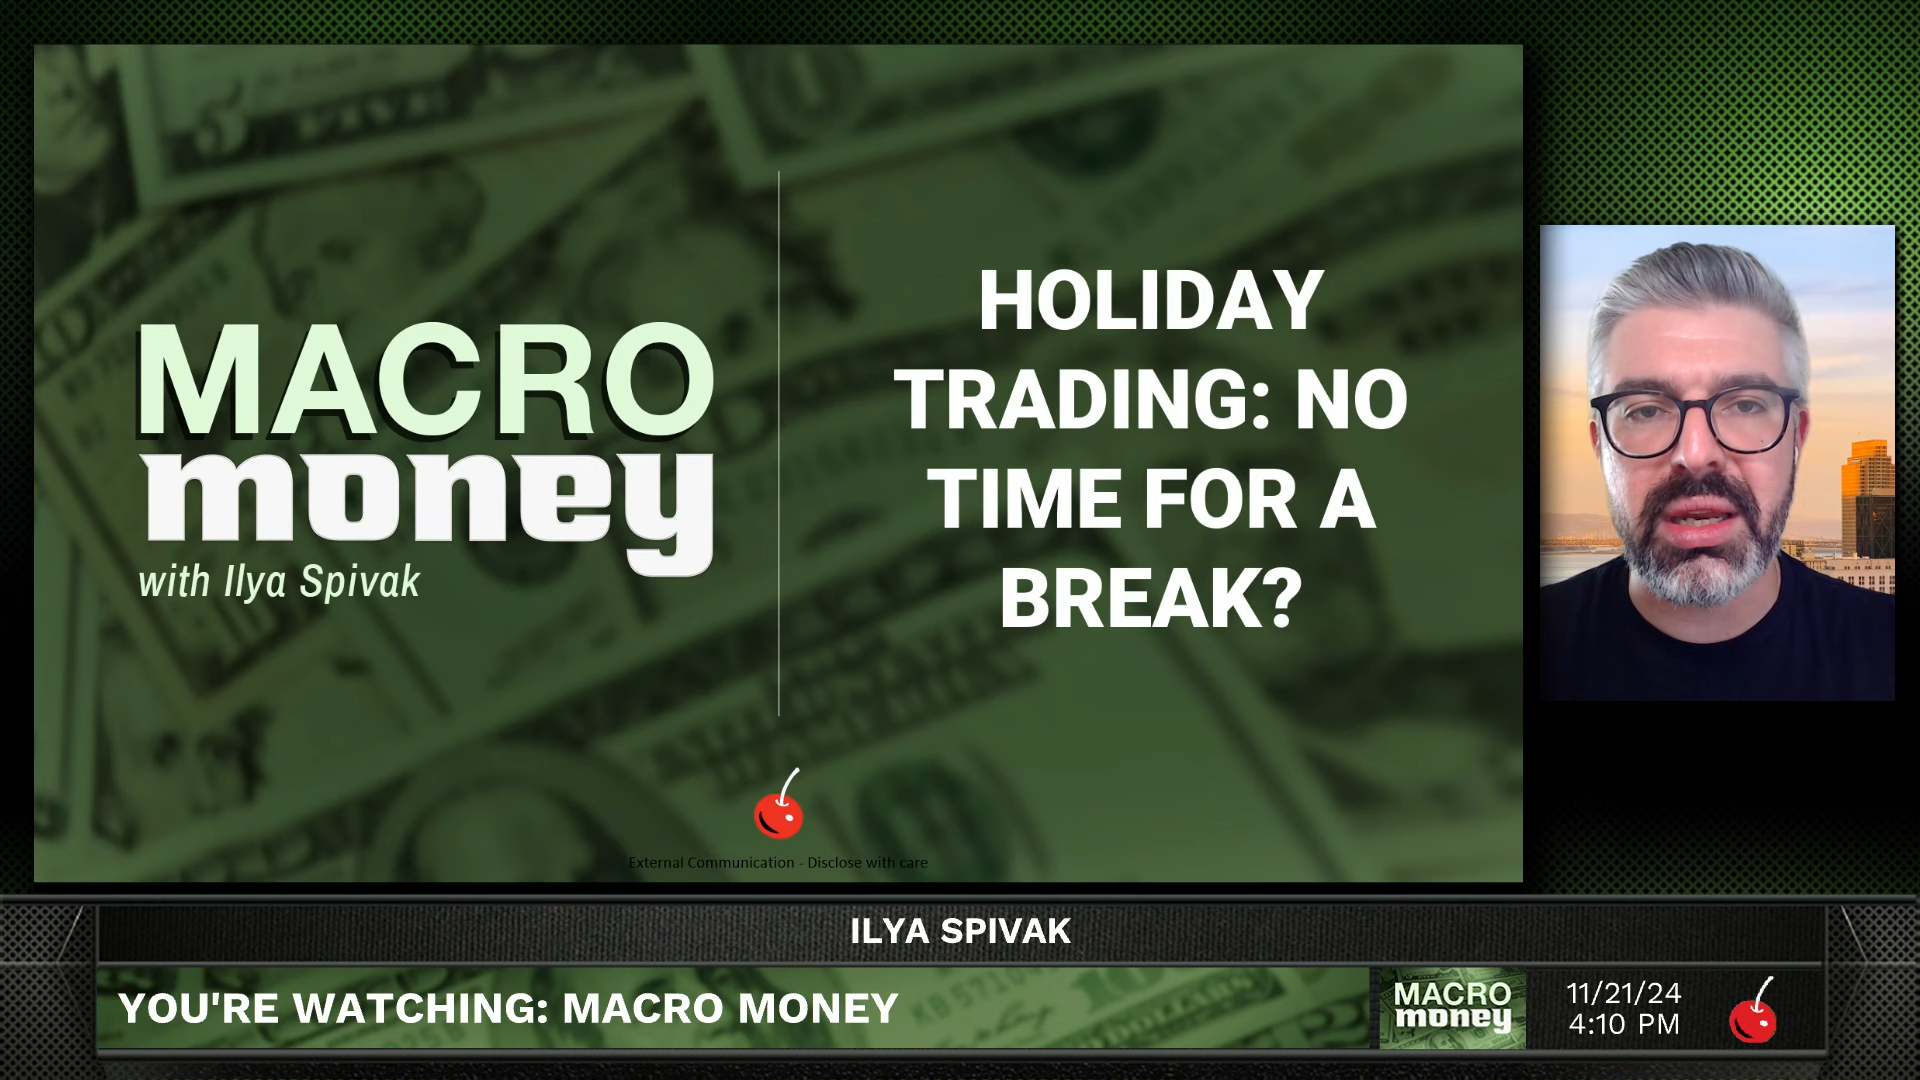 MACRO
money
with Ilya Spivak
HOLIDAY
TRADING: NO
TIME FOR A
BREAK?
External Communication - Disclose with care
ILYA SPIVAK
YOU'RE WATCHING: MACRO MONEY
MACRO
money
11/21/24
4:10 PM